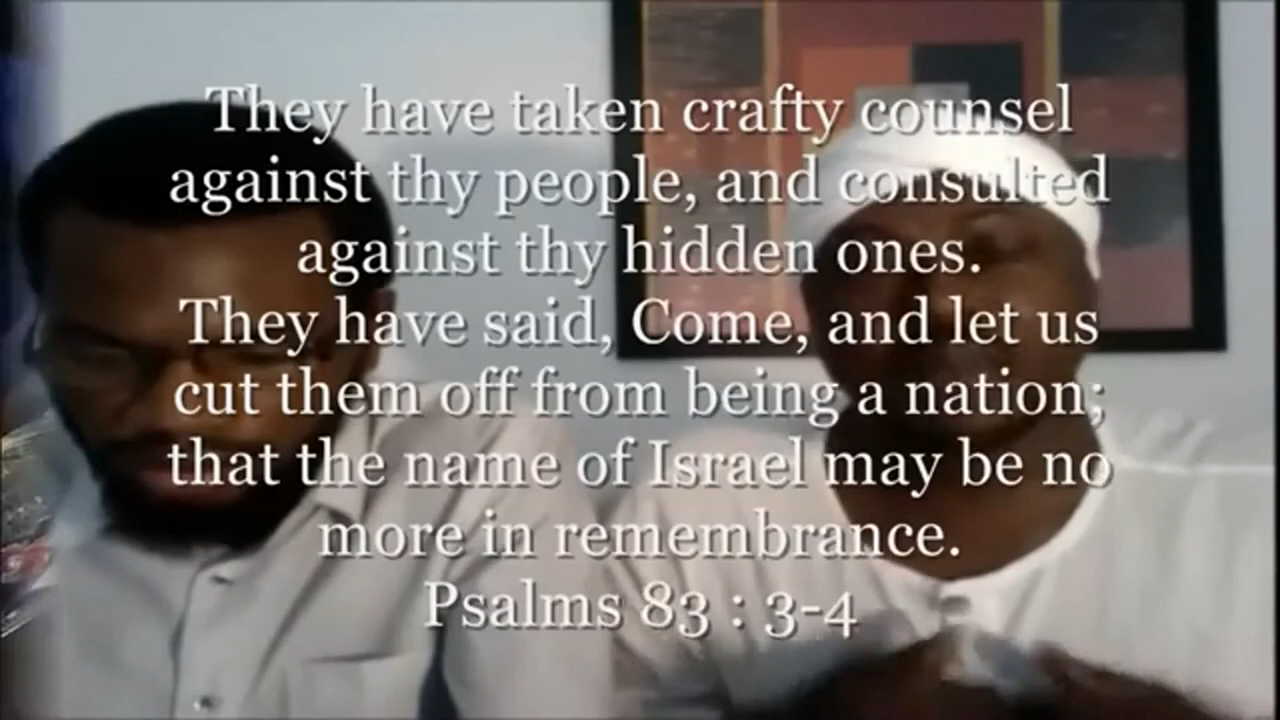 They have taken crafty counsel
against thy people, and consulted
against thy hidden ones.
They have said, Come, and let us
cut them off from being a nation;
that the name of Israel may be no
more in remembrance.
Psalms 83 : 3-4